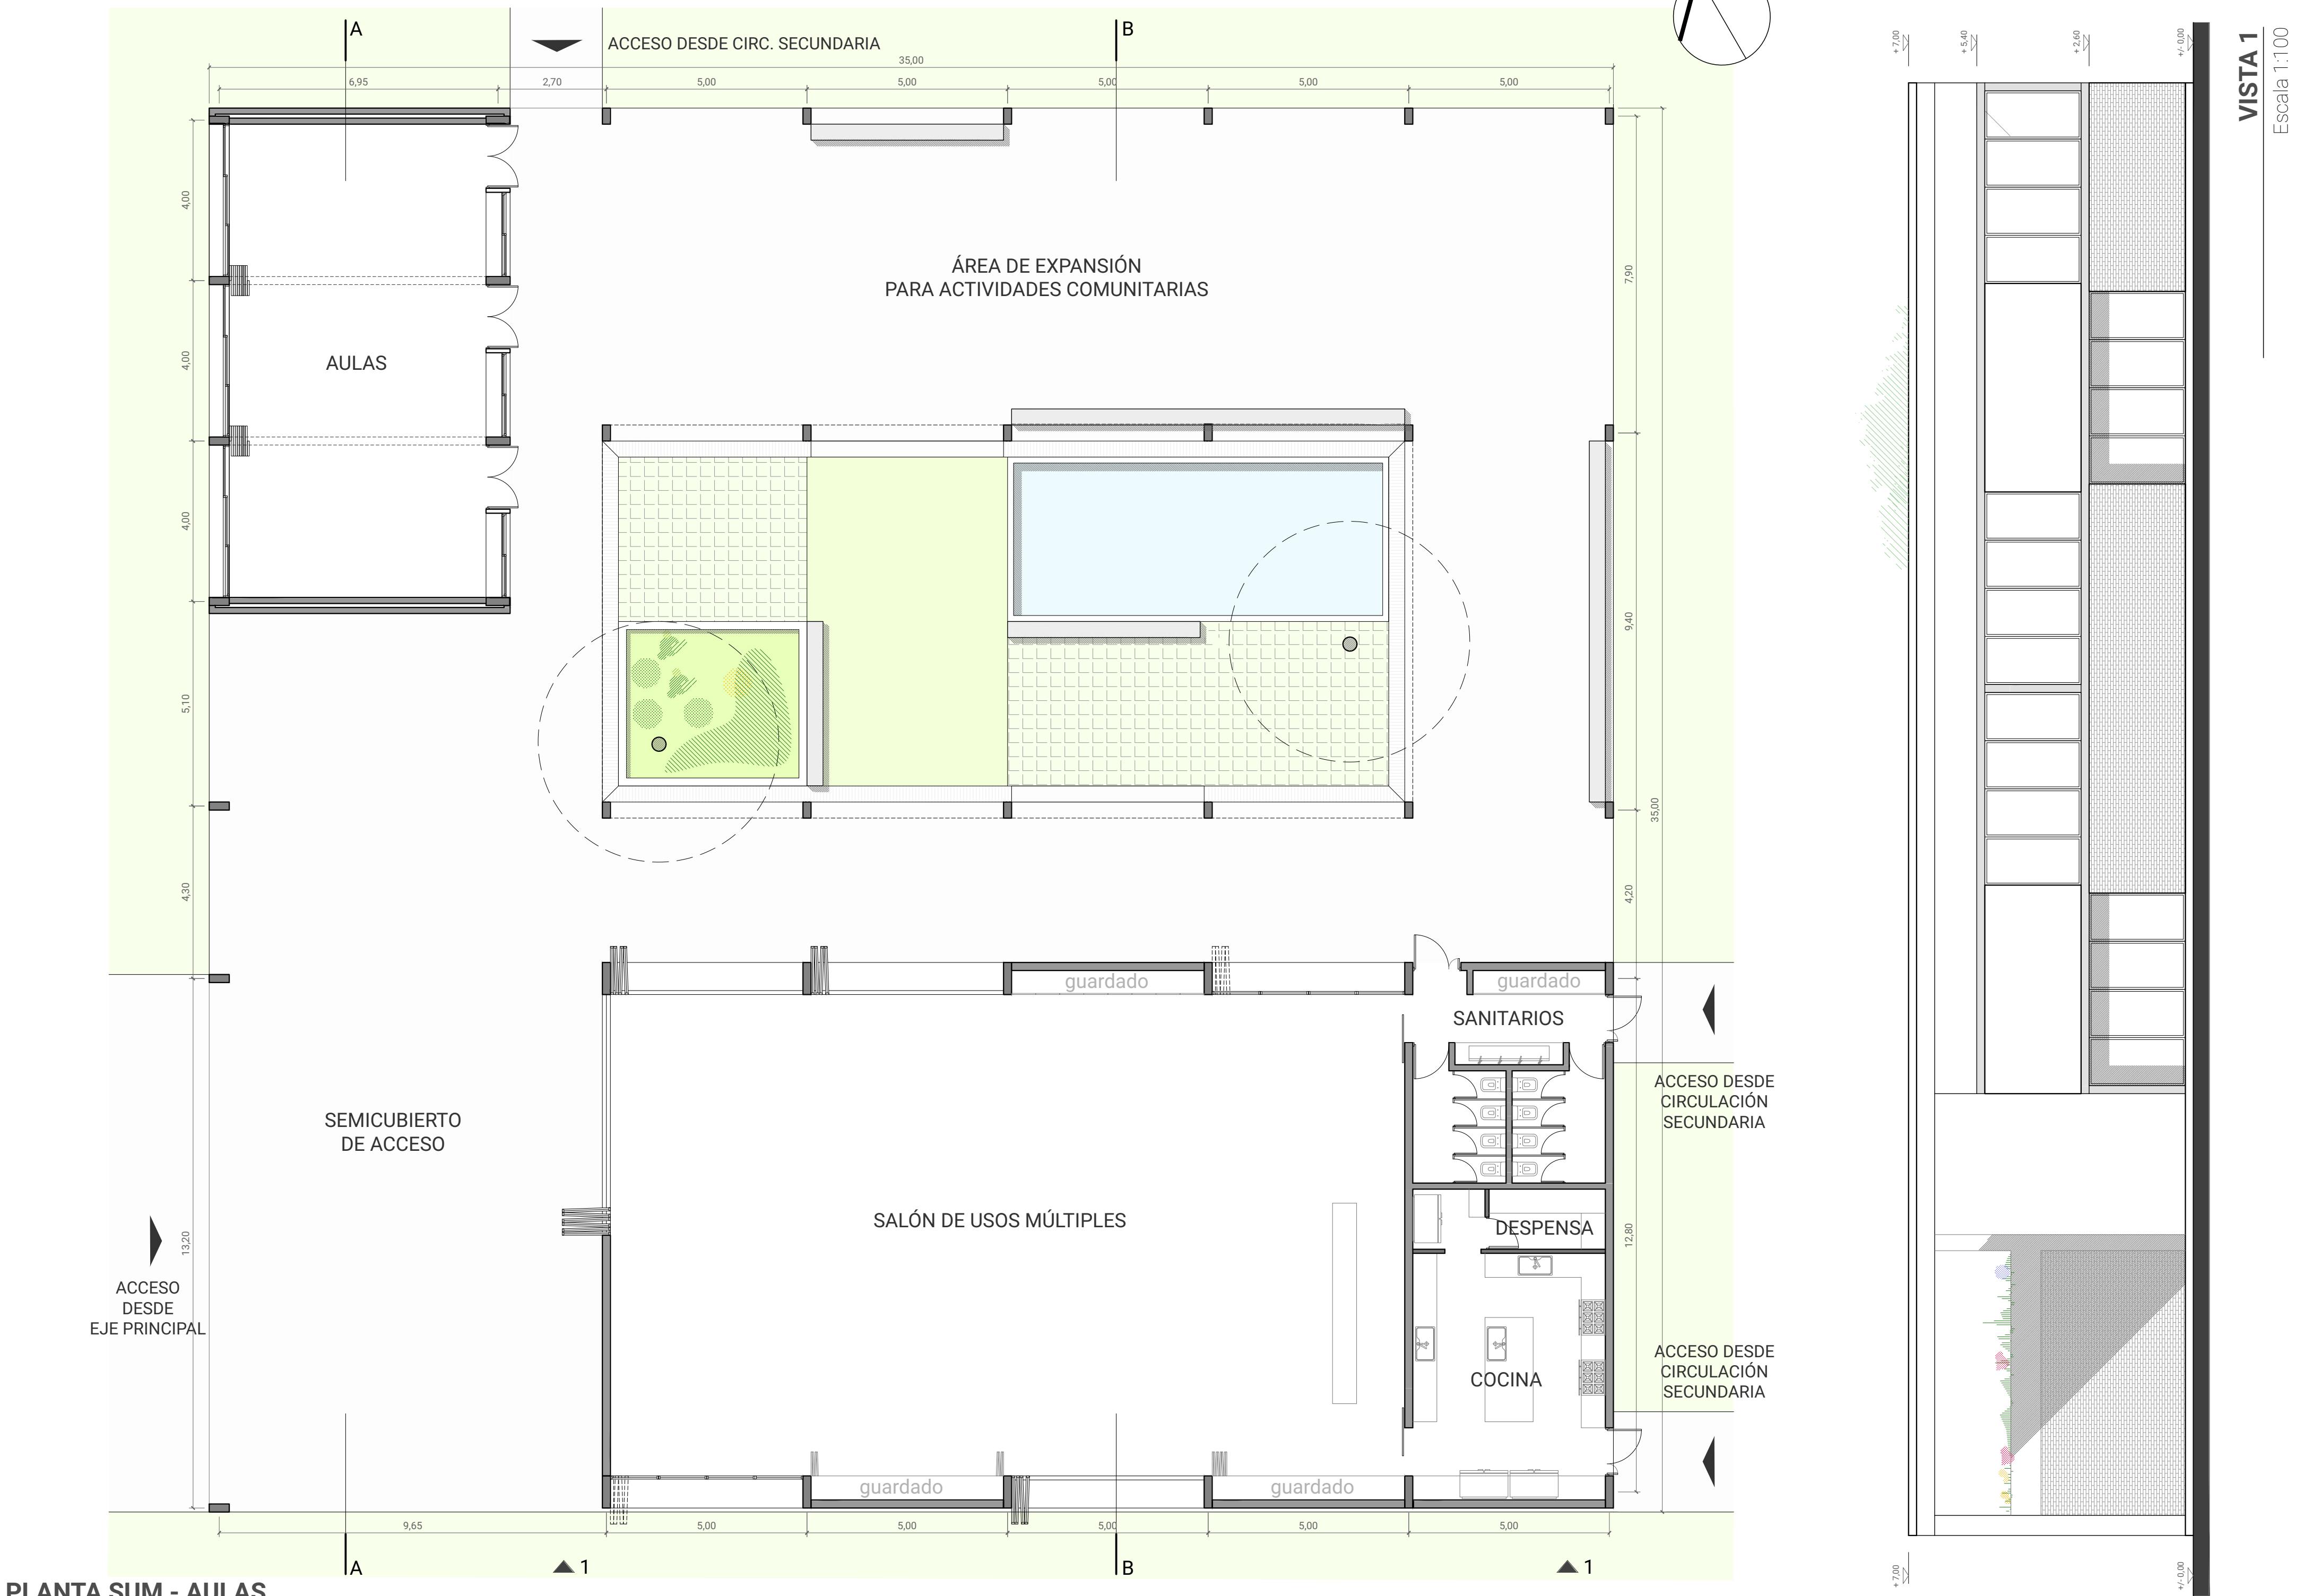 A
B
ACCESO DESDE CIRC. SECUNDARIA
35,00
6,95
2,70
5,00
5,00
5,00
5,00
5,00
4,00
4,00
4,00
5,10
4,30
13,20
7,90
9,40
4,20
12,80
35,00
ÁREA DE EXPANSIÓN
PARA ACTIVIDADES COMUNITARIAS
AULAS
guardado
guardado
SANITARIOS
ACCESO DESDE
CIRCULACIÓN
SECUNDARIA
SEMICUBIERTO
DE ACCESO
SALÓN DE USOS MÚLTIPLES
DESPENSA
ACCESO
DESDE
EJE PRINCIPAL
COCINA
ACCESO DESDE
CIRCULACIÓN
SECUNDARIA
guardado
guardado
9,65
5,00
5,00
5,00
5,00
5,00
A
1
B
1
PLANTA SUM - AULAS
+ 7,00
+ 5,40
+ 2,60
+/- 0,00
VISTA 1
Escala 1:100
+ 7,00
+/- 0,00